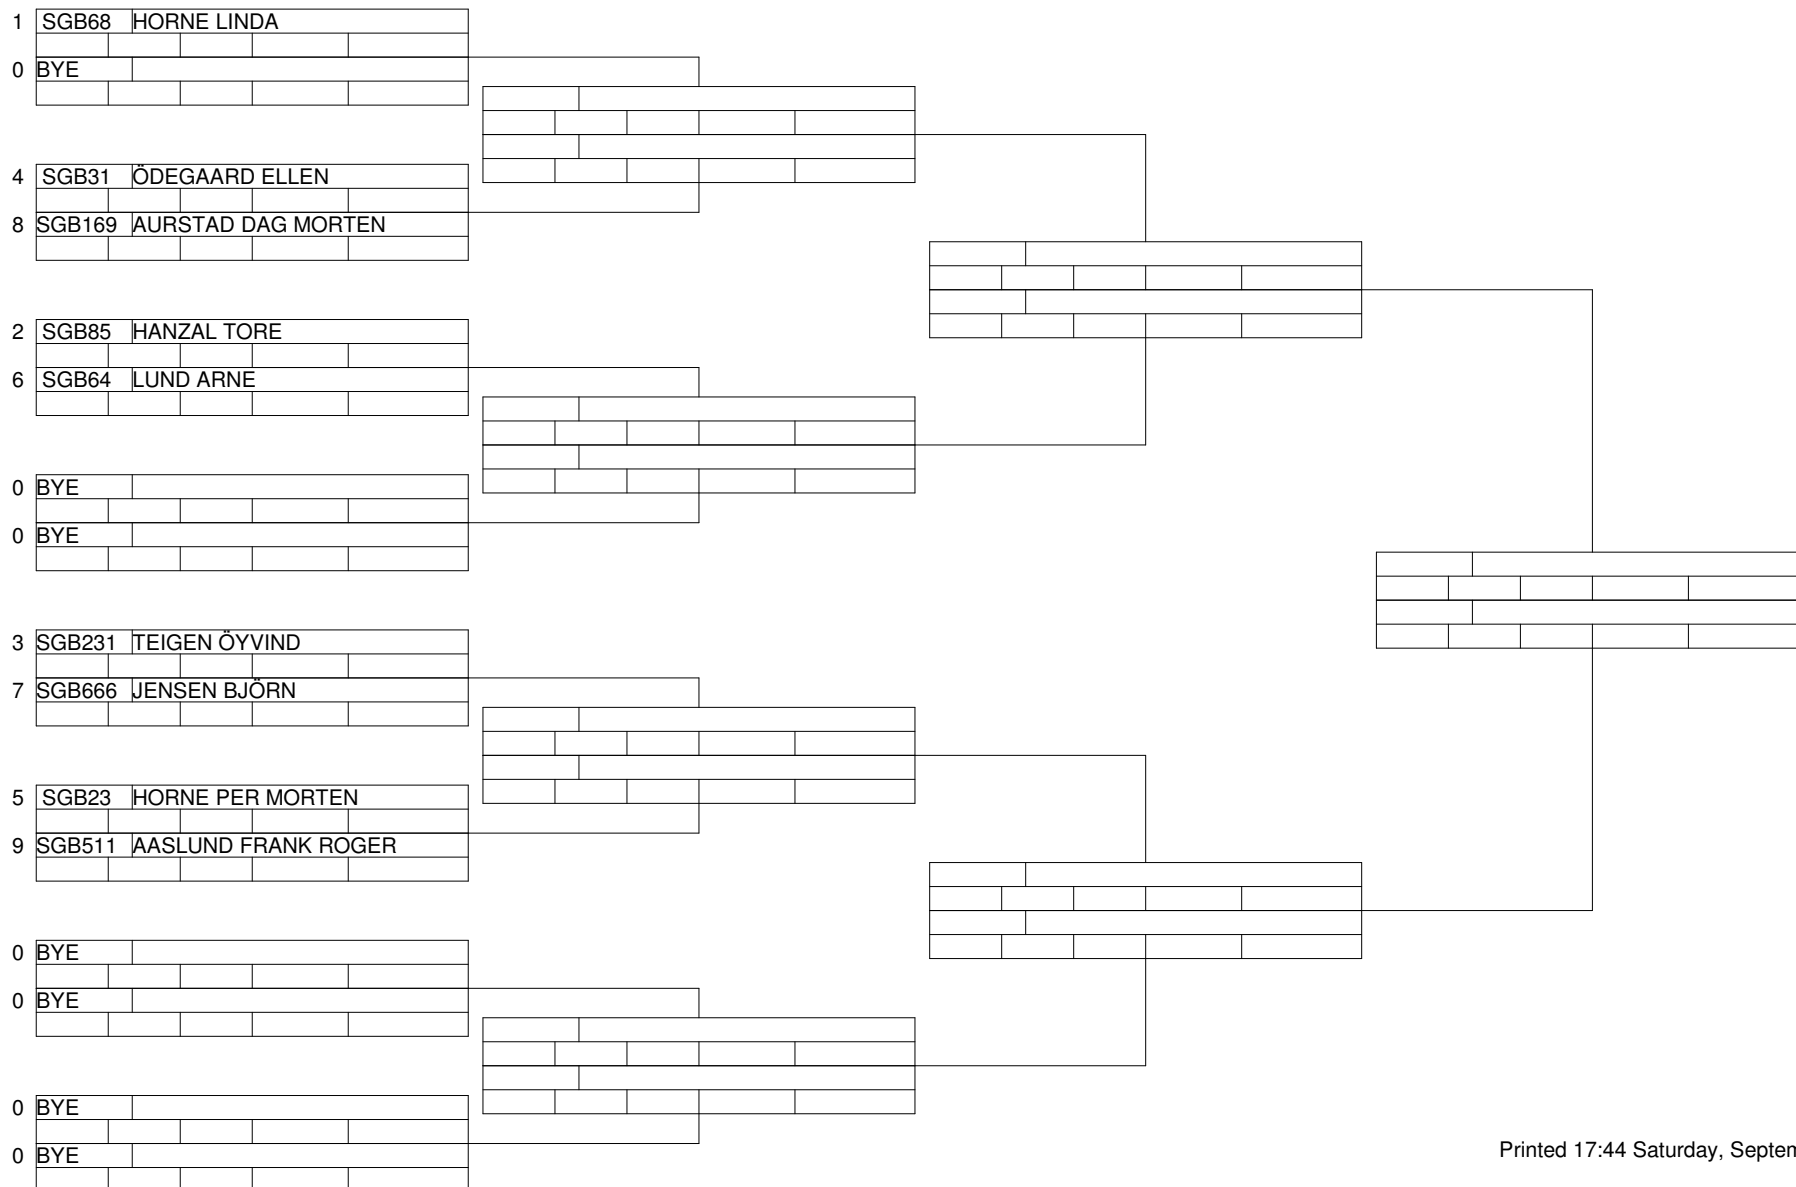 1 SGB68 HORNE LINDA
0 BYE
4 SGB31 ÖDEGAARD ELLEN
8 SGB169 AURSTAD DAG MORTEN
2 SGB85 HANZAL TORE
6 SGB64 LUND ARNE
0 BYE
0 BYE
3 SGB231 TEIGEN ÖYVIND
7 SGB666 JENSEN BJÖRN
5 SGB23 HORNE PER MORTEN
9 SGB511 AASLUND FRANK ROGER
0 BYE
0 BYE
0 BYE
0 BYE
Printed 17:44 Saturday,